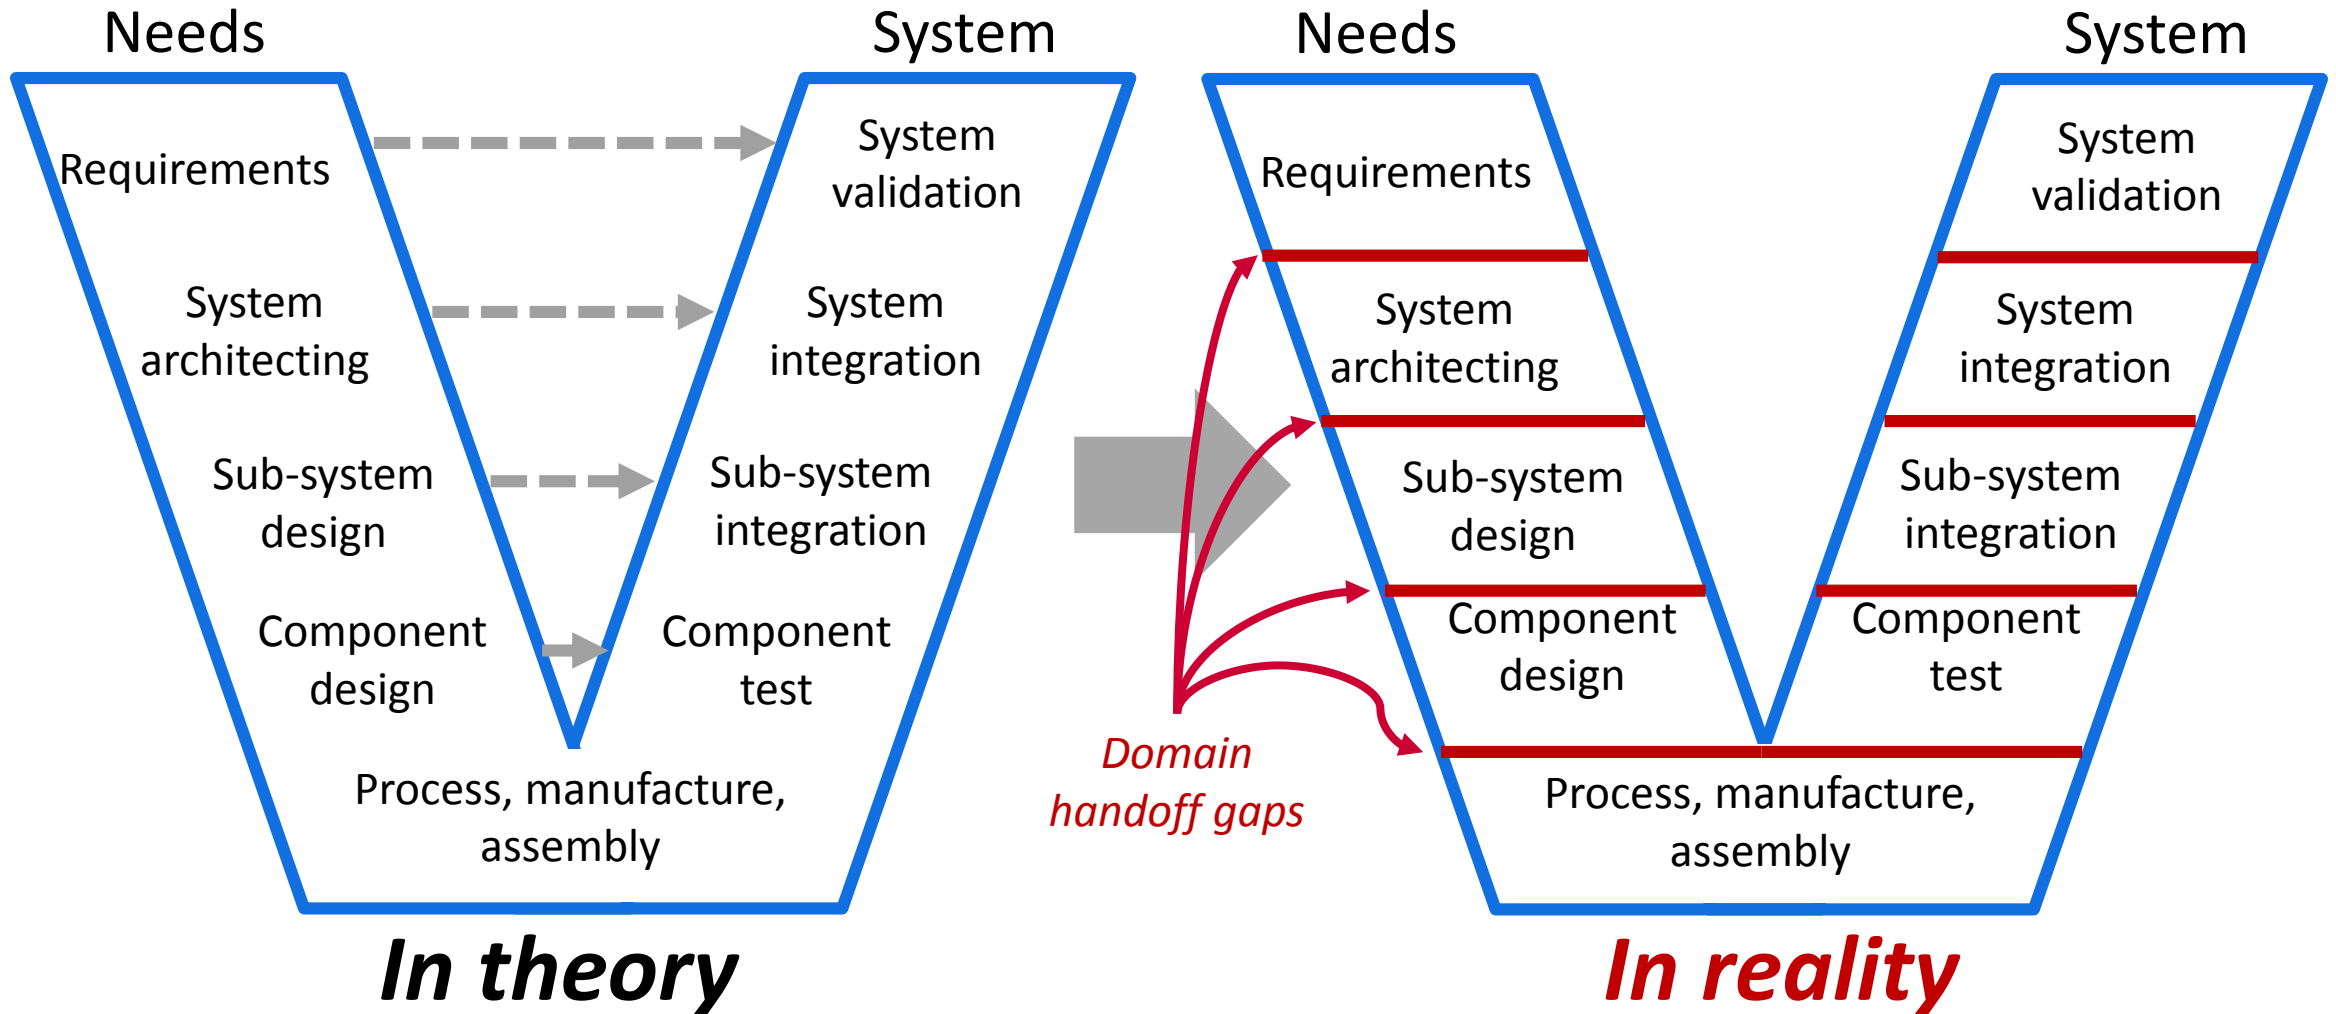 Needs
System
Requirements
System
validation
System
architecting
System
integration
Sub-system
design
Sub-system
integration
Component
design
Component
test
Process, manufacture,
assembly
In theory
Domain
handoff gaps
Needs
System
Requirements
System
validation
System
architecting
System
integration
Sub-system
design
Sub-system
integration
Component
design
Component
test
Process, manufacture,
assembly
In reality